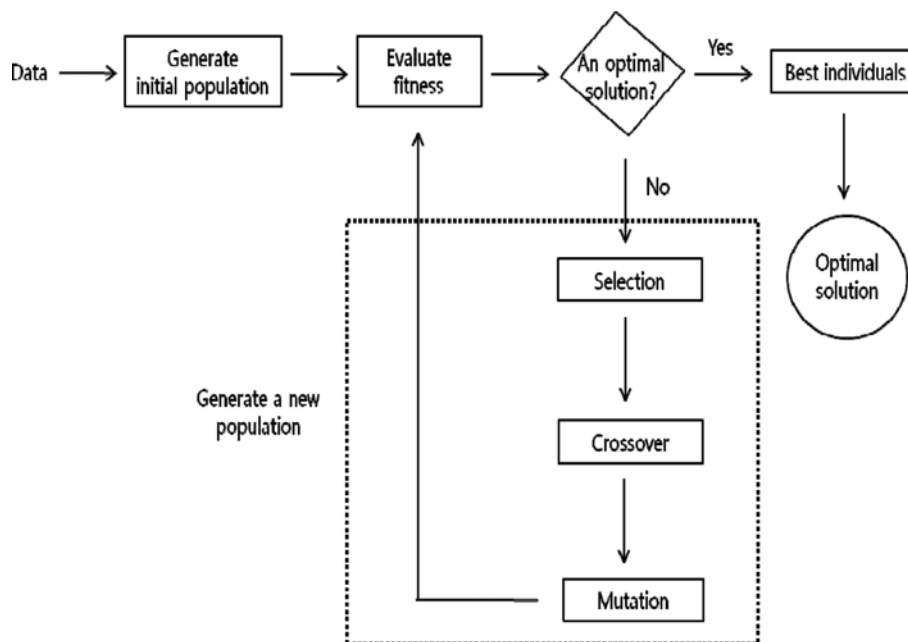 Data
Generate
initial population
Evaluate
fitness
An optimal
solution?
Yes
Best individuals
No
Optimal
solution
Selection
Generate a new
population
Crossover
Mutation